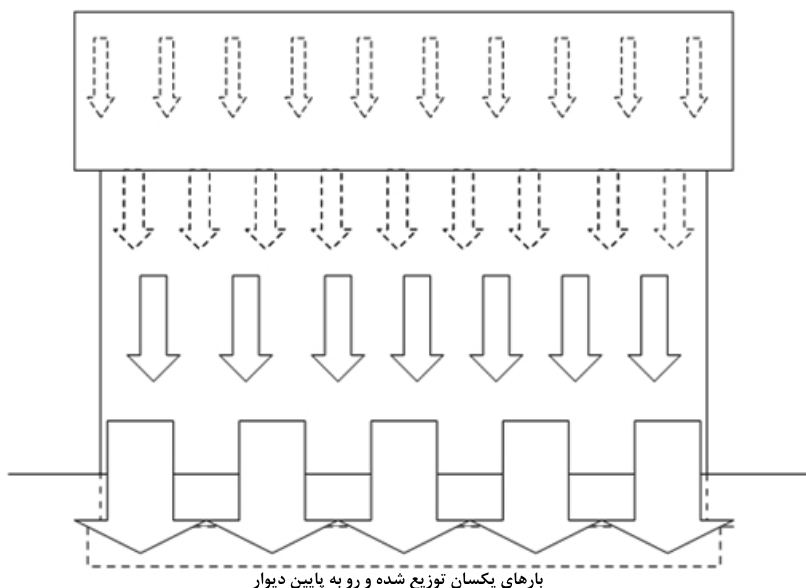 بارهای یکسان توزیع شده و رو به پایین دیوار